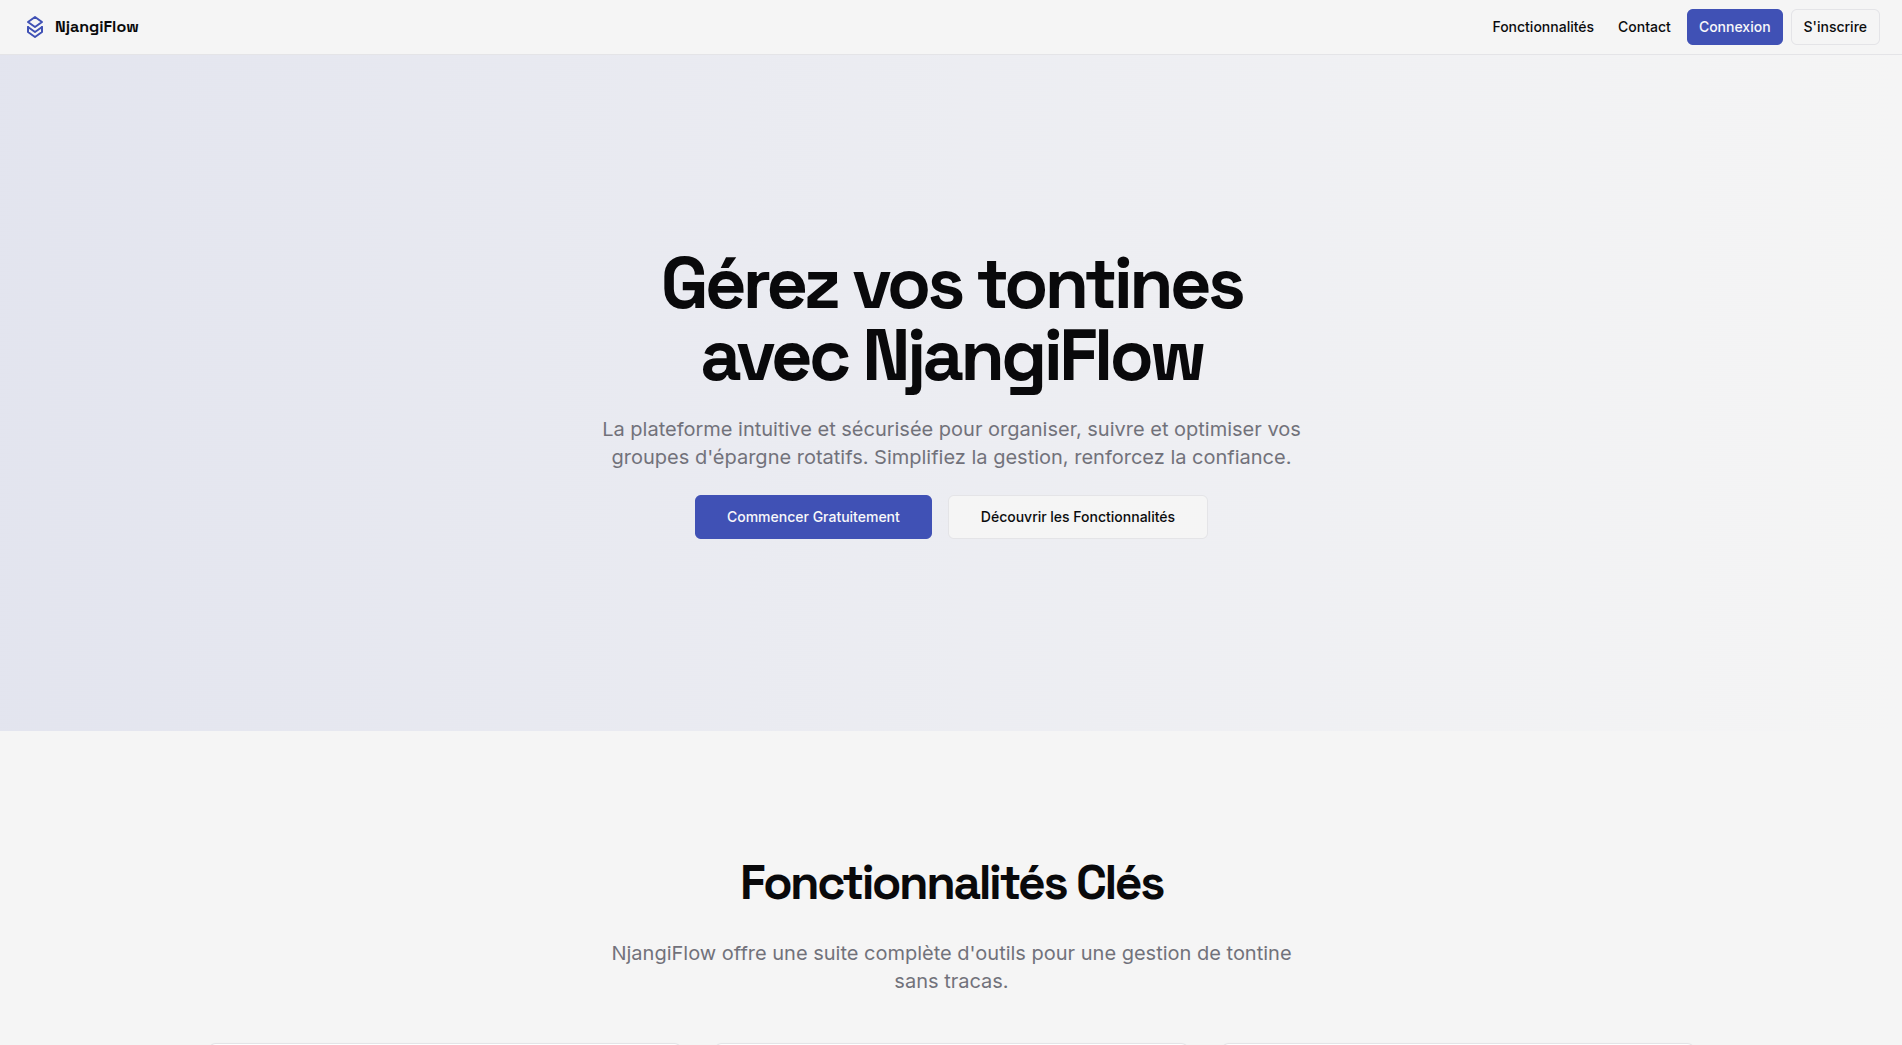 NjangiFlow
Fonctionnalités
Contact
Connexion
S'inscrire
Gérez vos tontines
avec NjangiFlow
La plateforme intuitive et sécurisée pour organiser, suivre et optimiser vos
groupes d'épargne rotatifs. Simplifiez la gestion, renforcez la confiance.
Commencer Gratuitement
Découvrir les Fonctionnalités
Fonctionnalités Clés
NjangiFlow offre une suite complète d'outils pour une gestion de tontine
sans tracas.